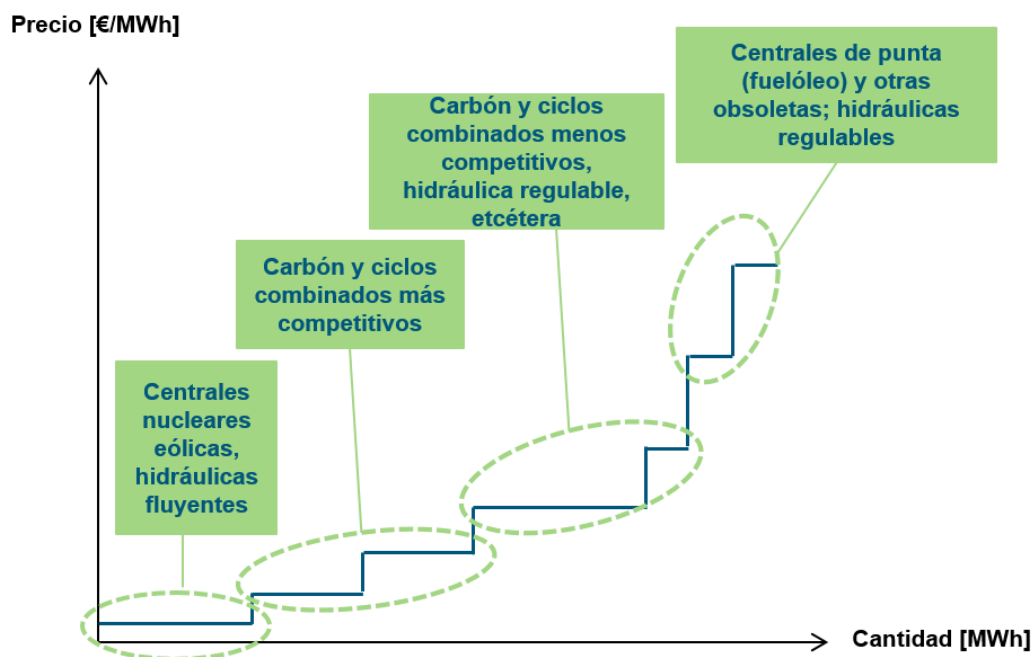 Precio [€/MWh]
Centrales de punta
(fuelóleo) y otras
obsoletas; hidráulicas
regulables
Carbón y ciclos
combinados menos
competitivos,
hidráulica regulable,
etcétera
Carbón y ciclos
combinados más
competitivos
Centrales
nucleares
eólicas,
hidráulicas
fluyentes
Cantidad [MWh]